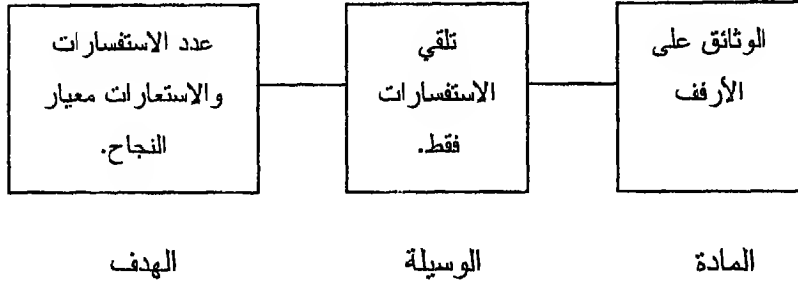 الوثائق على
الأرفف
تلقي
الاستفسارات
فقط.
عدد الاستفسارات
والاستعارات معيار
النجاح.
المادة
الوسيلة
الهدف